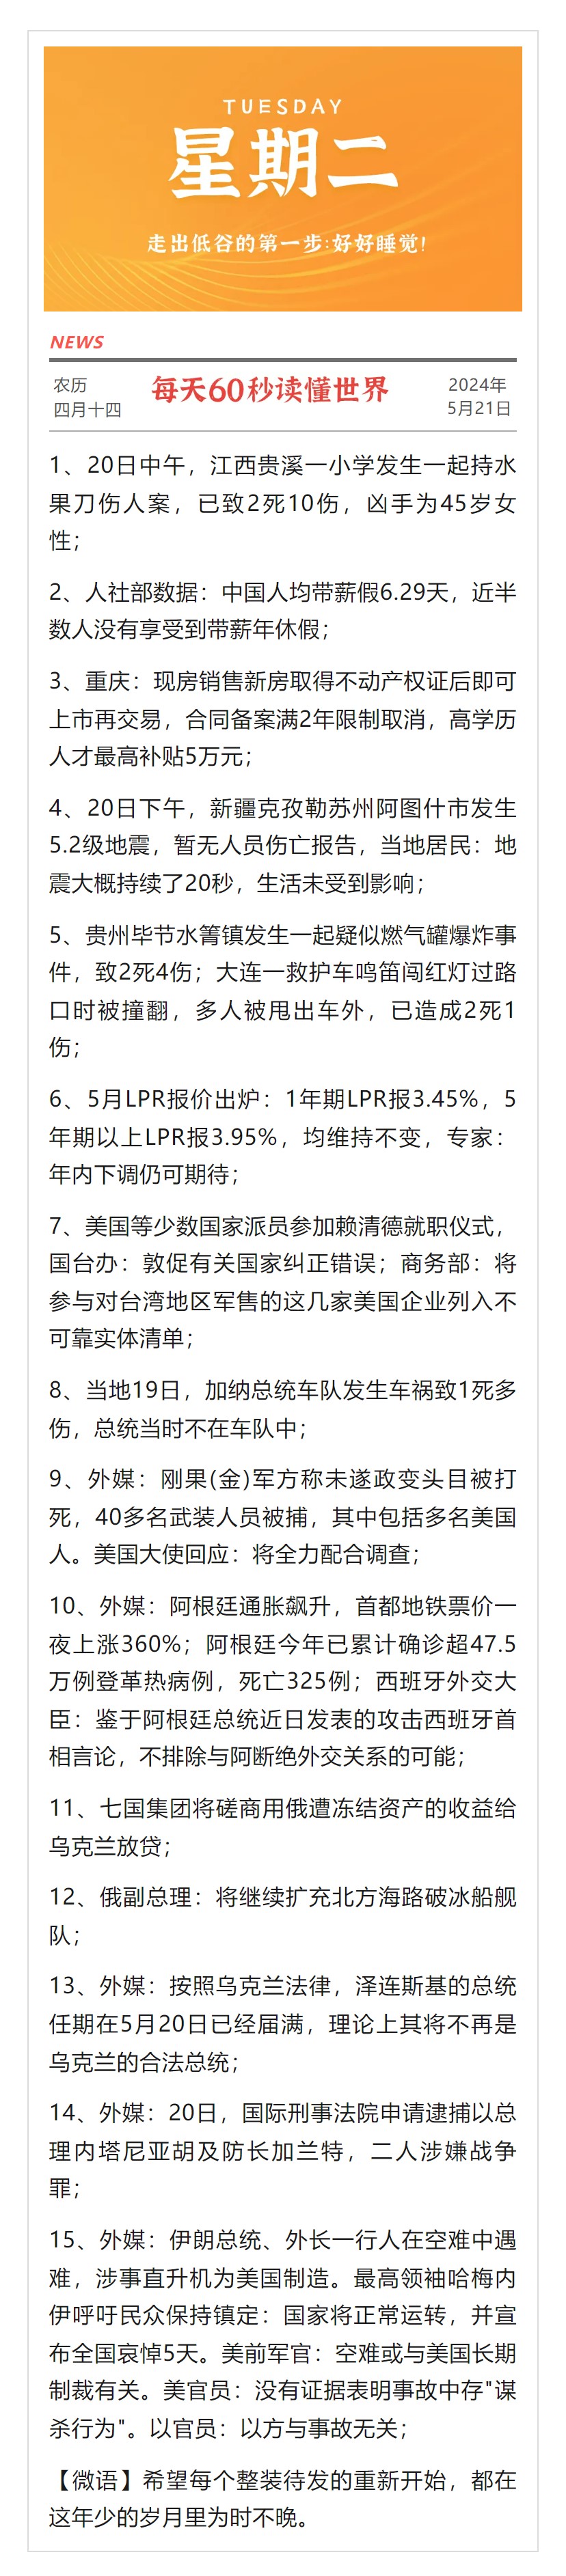 TUESDAY
星期二
走出低谷的第一步:好好睡觉!
NEWS
农历
四月十四
每天60秒读懂世界
2024年
5月21日
1、20日中午，江西贵溪一小学发生一起持水
果刀伤人案，已致2死10伤，凶手为45岁女
性；
2、人社部数据：中国人均带薪假6.29天，近半
数人没有享受到带薪年休假；
3、重庆：现房销售新房取得不动产权证后即可
上市再交易，合同备案满2年限制取消，高学历
人才最高补贴5万元；
4、20日下午，新疆克孜勒苏州阿图什市发生
5.2级地震，暂无人员伤亡报告，当地居民：地
震大概持续了20秒，生活未受到影响；
5、贵州毕节水箐镇发生一起疑似燃气罐爆炸事
件，致2死4伤；大连一救护车鸣笛闯红灯过路
口时被撞翻，多人被甩出车外，已造成2死1
伤；
6、5月LPR报价出炉：1年期LPR报3.45%，5
年期以上LPR报3.95%，均维持不变，专家：
年内下调仍可期待；
7、美国等少数国家派员参加赖清德就职仪式，
国台办：敦促有关国家纠正错误；商务部：将
参与对台湾地区军售的这几家美国企业列入不
可靠实体清单；
8、当地19日，加纳总统车队发生车祸致1死多
伤，总统当时不在车队中；
9、外媒：刚果(金)军方称未遂政变头目被打
死，40多名武装人员被捕，其中包括多名美国
人。美国大使回应：将全力配合调查；
10、外媒：阿根廷通胀飙升，首都地铁票价一
夜上涨360%；阿根廷今年已累计确诊超47.5
万例登革热病例，死亡325例；西班牙外交大
臣：鉴于阿根廷总统近日发表的攻击西班牙首
相言论，不排除与阿断绝外交关系的可能；
11、七国集团将磋商用俄遭冻结资产的收益给
乌克兰放贷；
12、俄副总理：将继续扩充北方海路破冰船舰
队；
13、外媒：按照乌克兰法律，泽连斯基的总统
任期在5月20日已经届满，理论上其将不再是
乌克兰的合法总统；
14、外媒：20日，国际刑事法院申请逮捕以总
理内塔尼亚胡及防长加兰特，二人涉嫌战争
罪；
15、外媒：伊朗总统、外长一行人在空难中遇
难，涉事直升机为美国制造。最高领袖哈梅内
伊呼吁民众保持镇定：国家将正常运转，并宣
布全国哀悼5天。美前军官：空难或与美国长期
制裁有关。美官员：没有证据表明事故中存"谋
杀行为"。以官员：以方与事故无关；
【微语】希望每个整装待发的重新开始，都在
这年少的岁月里为时不晚。